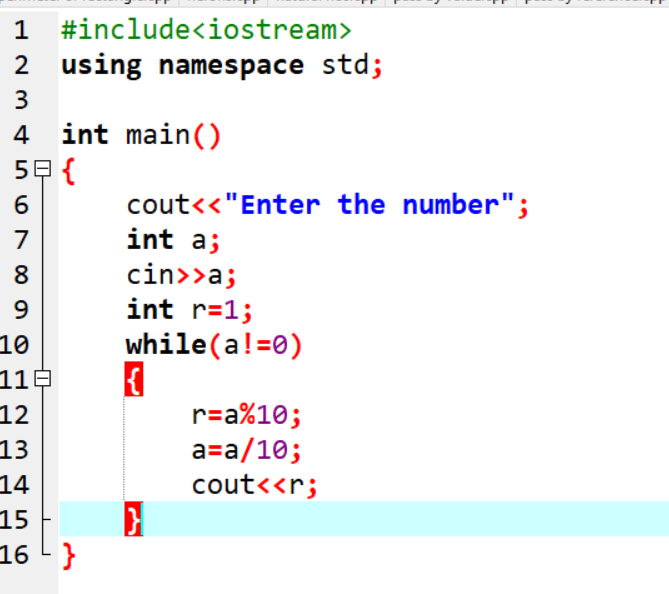 1 #include<iostream>
2 using namespace std;
3
4 int main()
5 {
6 cout<<"Enter the number";
7 int a;
8 cin>>a;
9 int r=1;
10 while(a!=0)
11 {
12 r=a%10;
13 a=a/10;
14 cout<<r;
15 }
16 }